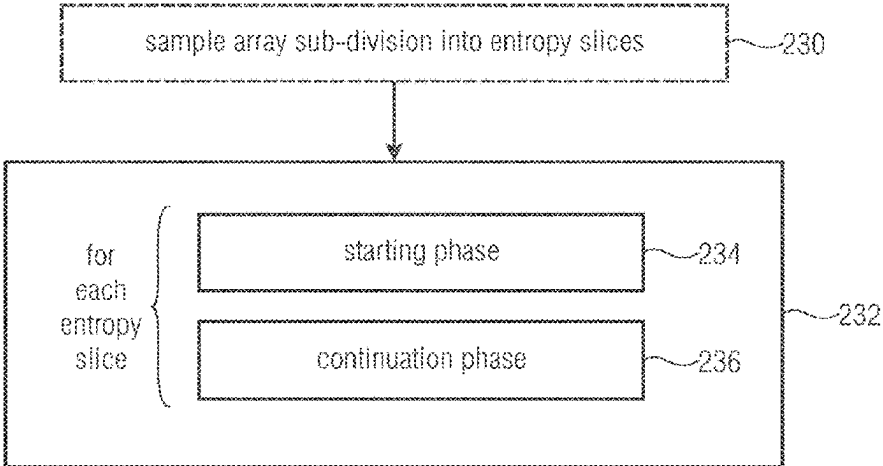 sample array sub-division into entropy slices
230
for
each
entropy
slice
starting phase
234
continuation phase
236
232